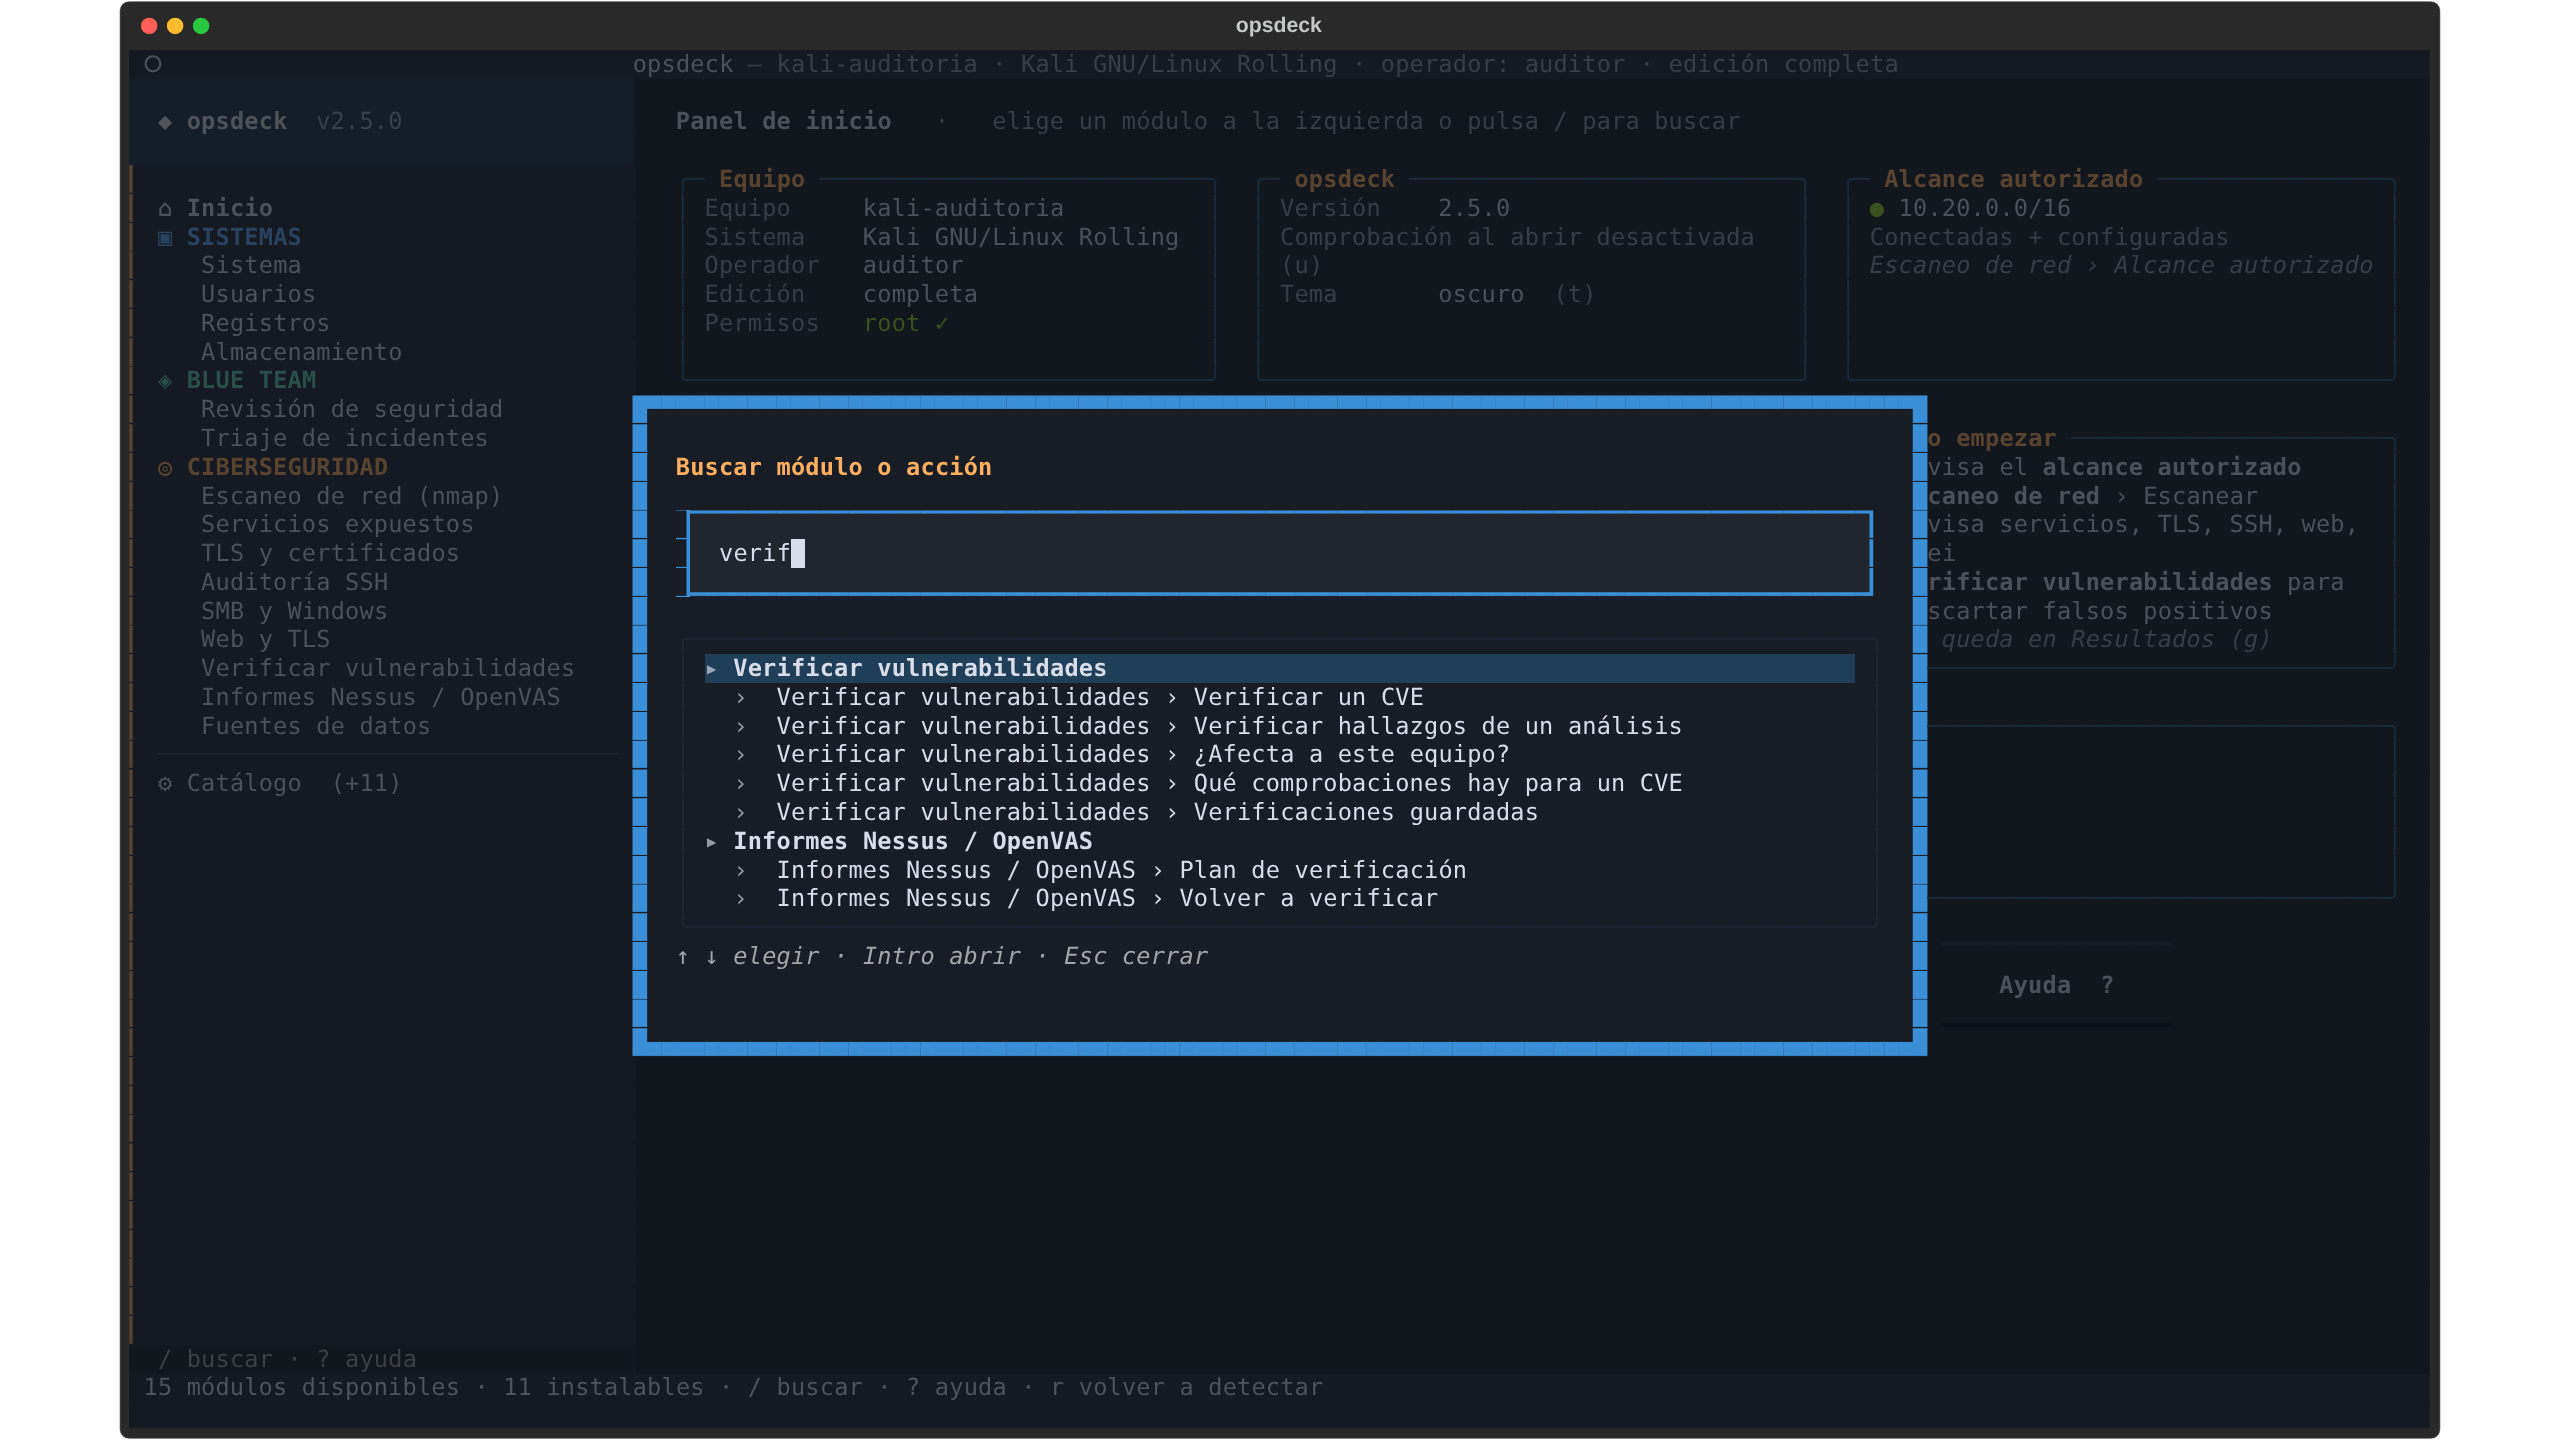 opsdeck
opsdeck — kali-auditoria · Kali GNU/Linux Rolling · operador: auditor · edición completa
◆ opsdeck v2.5.0
Panel de inicio · elige un módulo a la izquierda o pulsa / para buscar
⌂ Inicio
▣ SISTEMAS
Sistema
Usuarios
Registros
Almacenamiento
◈ BLUE TEAM
Revisión de seguridad
Triaje de incidentes
◎ CIBERSEGURIDAD
Escaneo de red (nmap)
Servicios expuestos
TLS y certificados
Auditoría SSH
SMB y Windows
Web y TLS
Verificar vulnerabilidades
Informes Nessus / OpenVAS
Fuentes de datos
⚙ Catálogo (+11)
/ buscar · ? ayuda
Equipo
Equipo kali-auditoria
Sistema Kali GNU/Linux Rolling
Operador auditor
Edición completa
Permisos root ✓
opsdeck
Versión 2.5.0
Comprobación al abrir desactivada
(u)
Tema oscuro (t)
Alcance autorizado
● 10.20.0.0/16
Conectadas + configuradas
Escaneo de red › Alcance autorizado
o empezar
visa el alcance autorizado
caneo de red › Escanear
visa servicios, TLS, SSH, web,
ei
rificar vulnerabilidades para
scartar falsos positivos
queda en Resultados (g)
Buscar módulo o acción
verif
▸ Verificar vulnerabilidades
› Verificar vulnerabilidades › Verificar un CVE
› Verificar vulnerabilidades › Verificar hallazgos de un análisis
› Verificar vulnerabilidades › ¿Afecta a este equipo?
› Verificar vulnerabilidades › Qué comprobaciones hay para un CVE
› Verificar vulnerabilidades › Verificaciones guardadas
▸ Informes Nessus / OpenVAS
› Informes Nessus / OpenVAS › Plan de verificación
› Informes Nessus / OpenVAS › Volver a verificar
↑ ↓ elegir · Intro abrir · Esc cerrar
Ayuda ?
15 módulos disponibles · 11 instalables · / buscar · ? ayuda · r volver a detectar